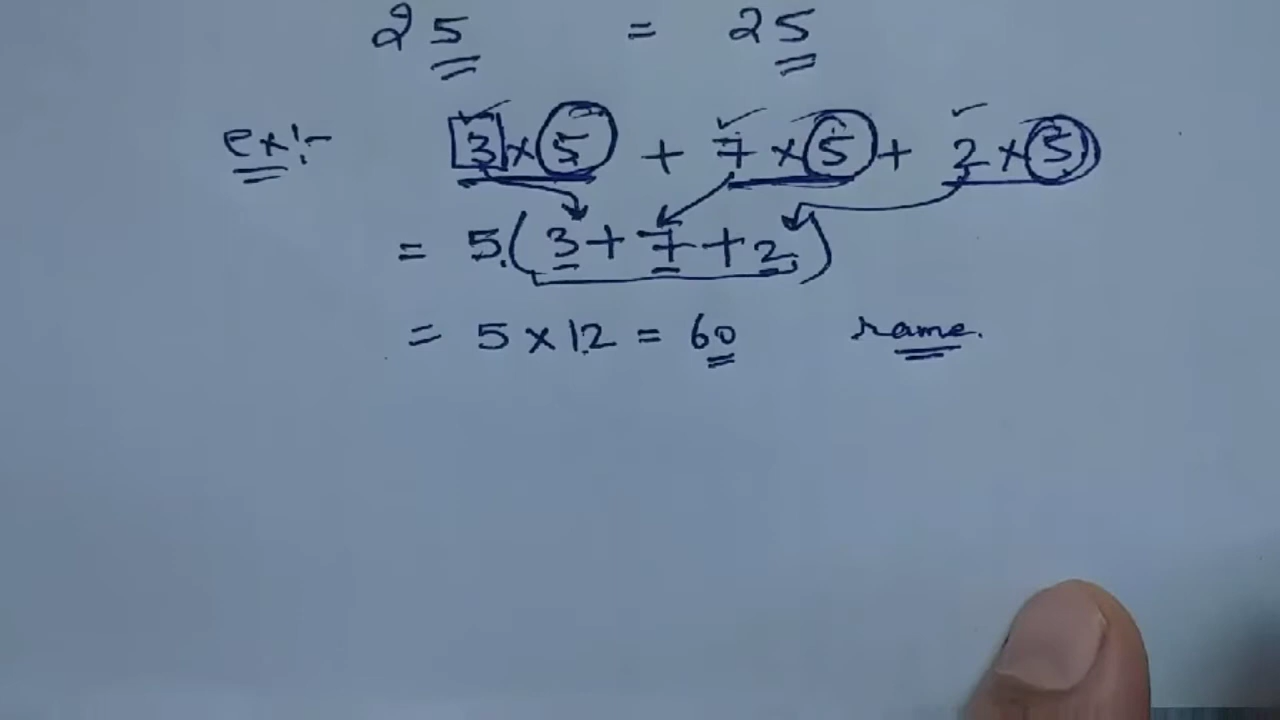 25 = 25
ex:- 3×5 + 7×5 + 2×5
= 5.(3+7+2)
= 5×12 = 60 same.